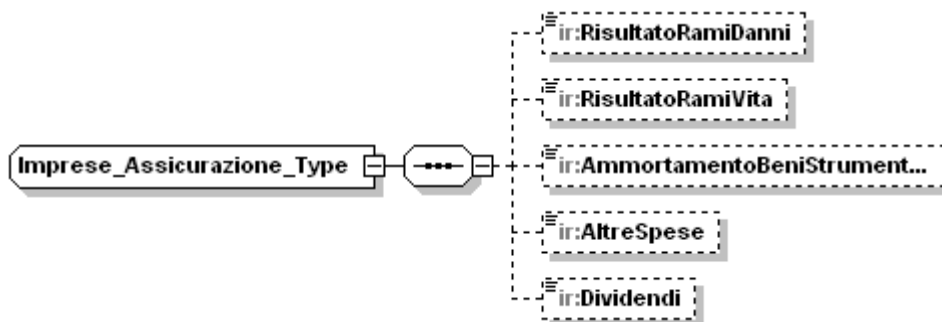 ir:RisultatoRamiDanni
ir:RisultatoRamiVita
Imprese_Assicurazione_Type
ir:AmmortamentoBeniStrument...
ir:AltreSpese
ir:Dividendi